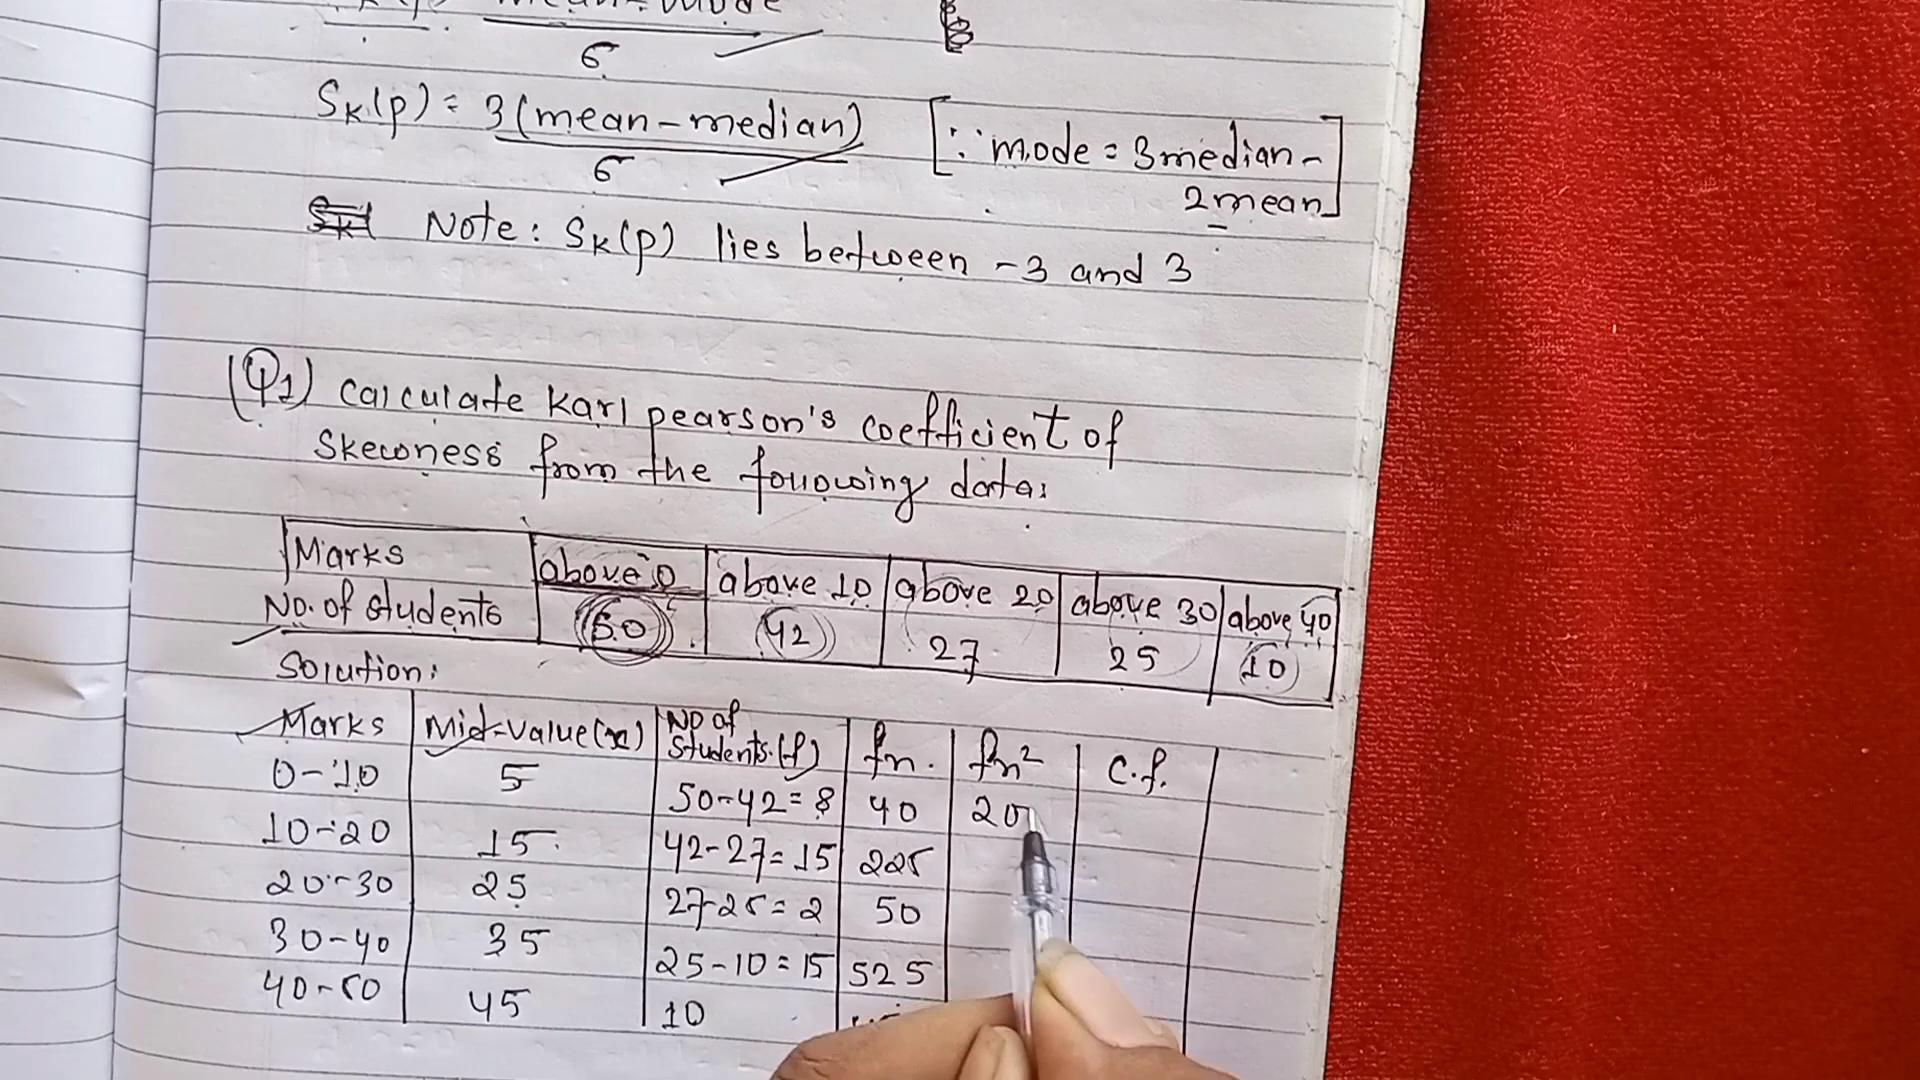 6
Sk(p) = 3(mean-median) [∵ mode = 3median-
6 2mean]
Note: Sk(p) lies between -3 and 3
(Q1) Calculate Karl pearson's coefficient of
Skewness from the following data:
Marks above 0 above 10 above 20 above 30 above 40
No. of students 50 42 27 25 10
Solution:
Marks Mid-value(x) No of Students (f) fx. fx² c.f.
0-10 5 50-42=8 40 20
10-20 15 42-27=15 225
20-30 25 27-25=2 50
30-40 35 25-10=15 525
40-50 45 10